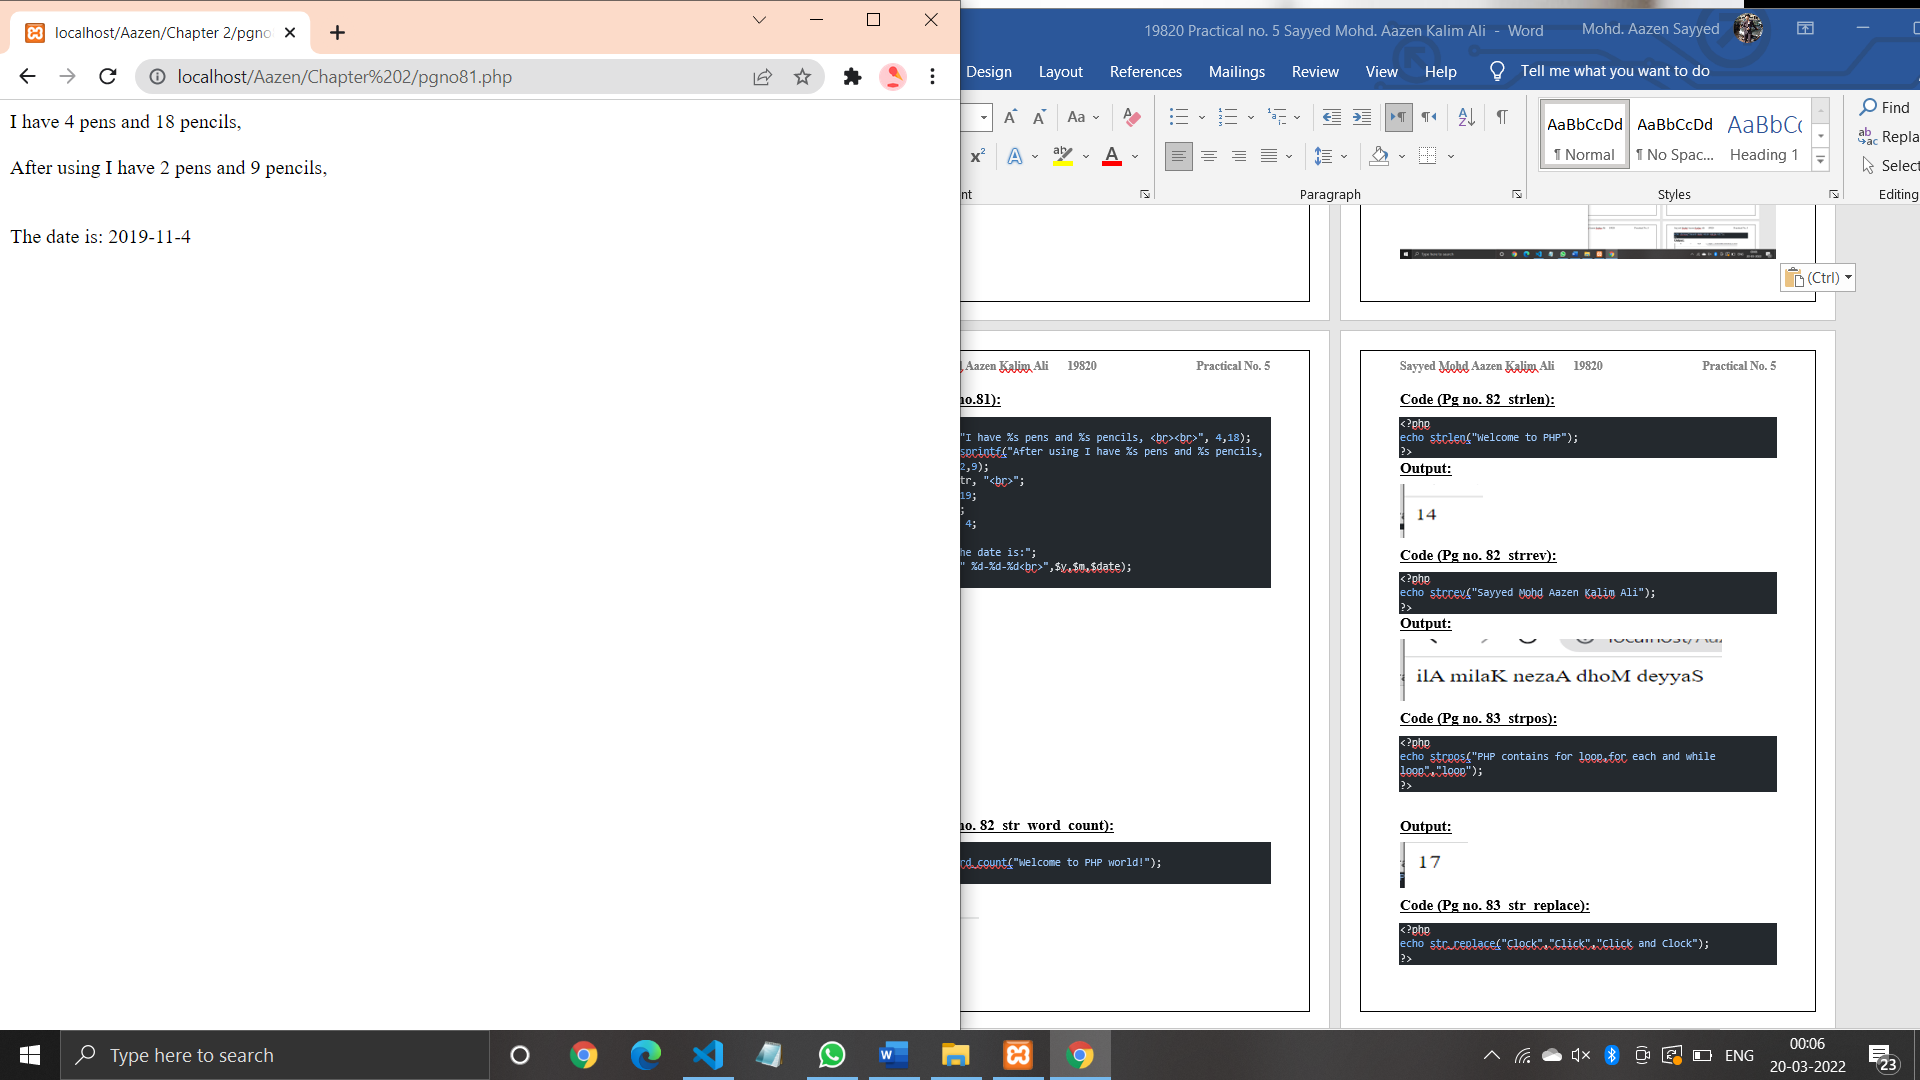 localhost/Aazen/Chapter 2/pgno
localhost/Aazen/Chapter%202/pgno81.php
I have 4 pens and 18 pencils,
After using I have 2 pens and 9 pencils,
The date is: 2019-11-4
19820 Practical no. 5 Sayyed Mohd. Aazen Kalim Ali - Word
Mohd. Aazen Sayyed
Design Layout References Mailings Review View Help Tell me what you want to do
Aa
AaBbCcDd AaBbCcDd AaBbC
¶ Normal ¶ No Spac... Heading 1
Find
Repla
Select
nt Paragraph Styles Editing
(Ctrl)
Aazen Kalim Ali 19820 Practical No. 5
no.81):
"I have %s pens and %s pencils, <br><br>", 4,18);
sprintf("After using I have %s pens and %s pencils,
2,9);
tr, "<br>";
19;
;
4;
he date is:";
" %d-%d-%d<br>",$y,$m,$date);
no. 82 str_word_count):
rd_count("Welcome to PHP world!");
Sayyed Mohd Aazen Kalim Ali 19820 Practical No. 5
Code (Pg no. 82 strlen):
<?php
echo strlen("Welcome to PHP");
?>
Output:
14
Code (Pg no. 82 strrev):
<?php
echo strrev("Sayyed Mohd Aazen Kalim Ali");
?>
Output:
ilA milaK nezaA dhoM deyyaS
Code (Pg no. 83 strpos):
<?php
echo strpos("PHP contains for loop,for each and while
loop","loop");
?>
Output:
17
Code (Pg no. 83 str_replace):
<?php
echo str_replace("Clock","Click","Click and Clock");
?>
Type here to search
ENG
00:06
20-03-2022
23